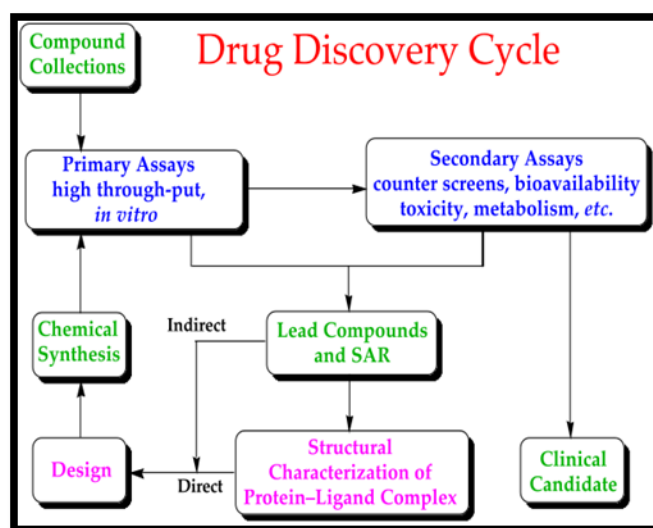 Compound
Collections
Drug Discovery Cycle
Primary Assays
high through-put,
in vitro
Secondary Assays
counter screens, bioavailability
toxicity, metabolism, etc.
Chemical
Synthesis
Indirect
Lead Compounds
and SAR
Design
Direct
Structural
Characterization of
Protein–Ligand Complex
Clinical
Candidate